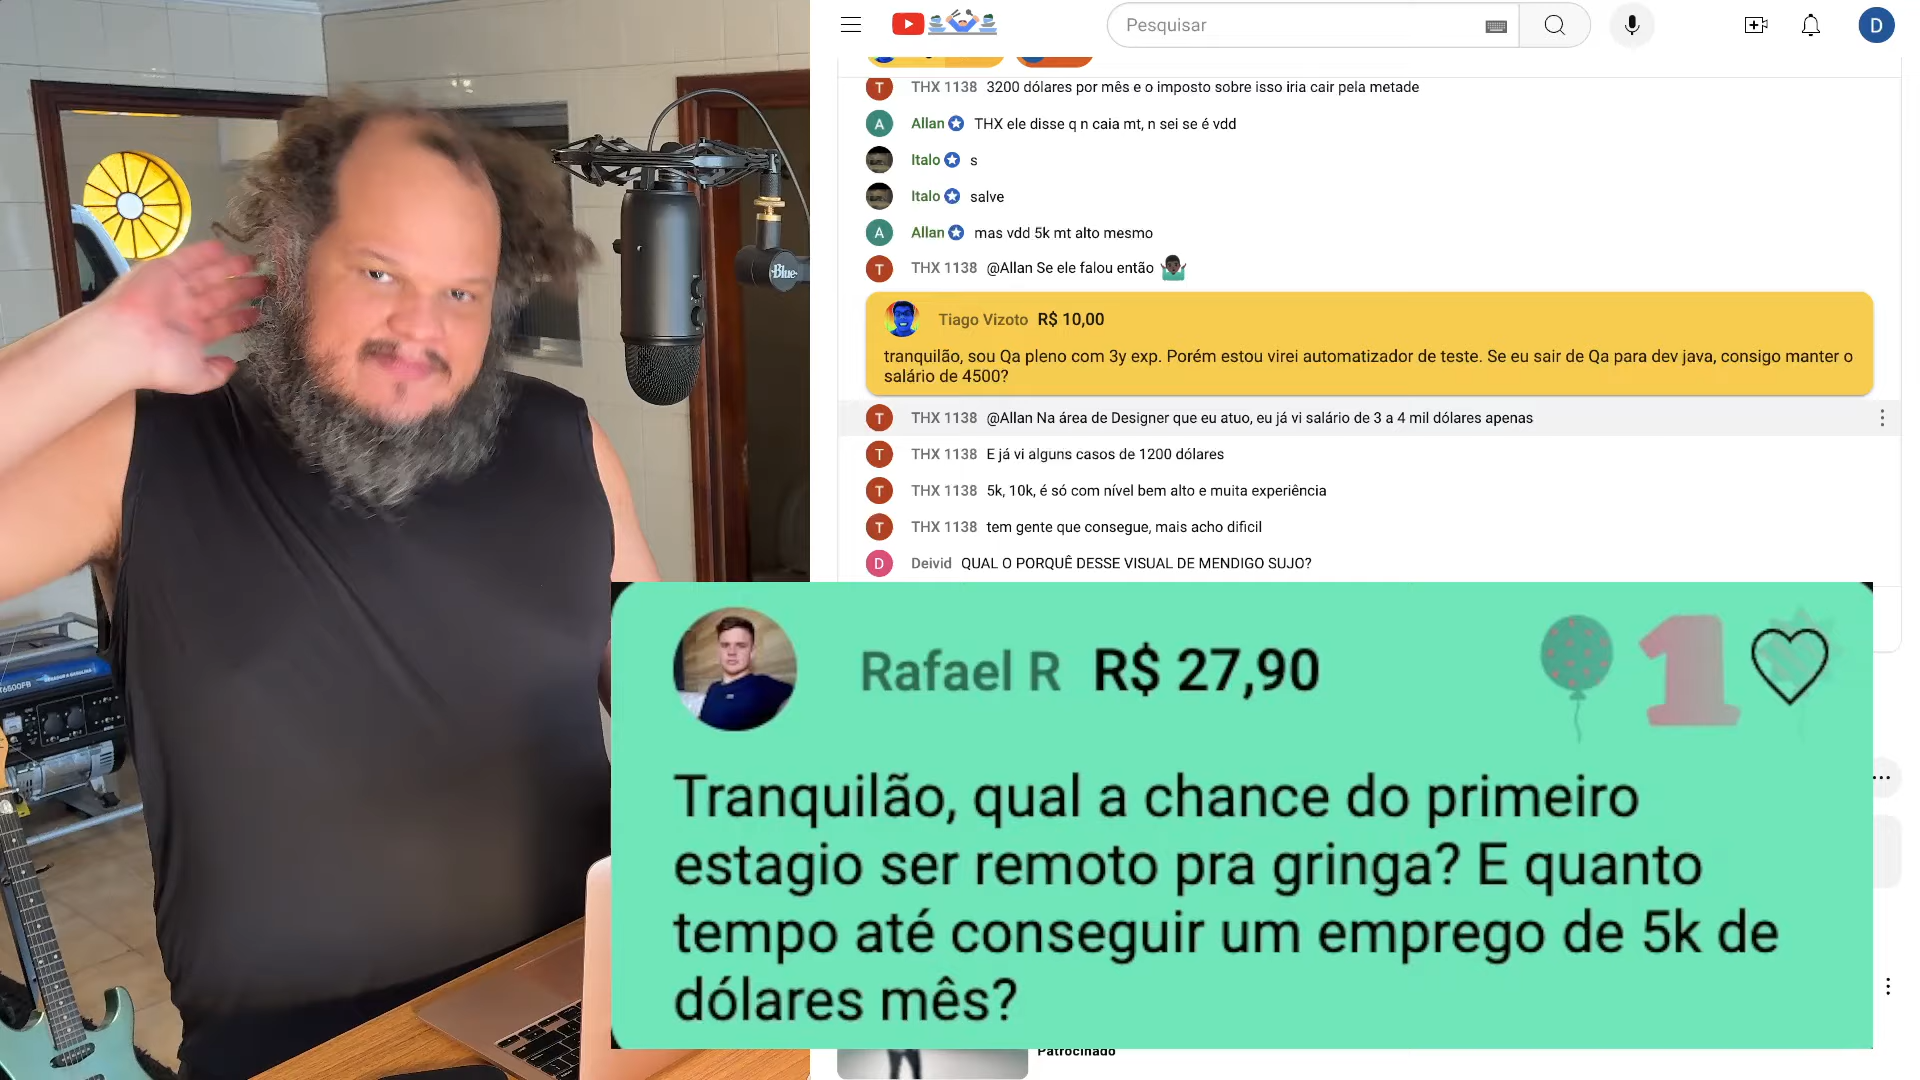 Pesquisar
D
T THX 1138 3200 dólares por mês e o imposto sobre isso iria cair pela metade
A Allan THX ele disse q n caia mt, n sei se é vdd
Italo s
Italo salve
A Allan mas vdd 5k mt alto mesmo
T THX 1138 @Allan Se ele falou então
Tiago Vizoto R$ 10,00
tranquilão, sou Qa pleno com 3y exp. Porém estou virei automatizador de teste. Se eu sair de Qa para dev java, consigo manter o
salário de 4500?
T THX 1138 @Allan Na área de Designer que eu atuo, eu já vi salário de 3 a 4 mil dólares apenas
T THX 1138 E já vi alguns casos de 1200 dólares
T THX 1138 5k, 10k, é só com nível bem alto e muita experiência
T THX 1138 tem gente que consegue, mais acho dificil
D Deivid QUAL O PORQUÊ DESSE VISUAL DE MENDIGO SUJO?
Rafael R R$ 27,90
1
Tranquilão, qual a chance do primeiro
estagio ser remoto pra gringa? E quanto
tempo até conseguir um emprego de 5k de
dólares mês?
Patrocinado
Blue